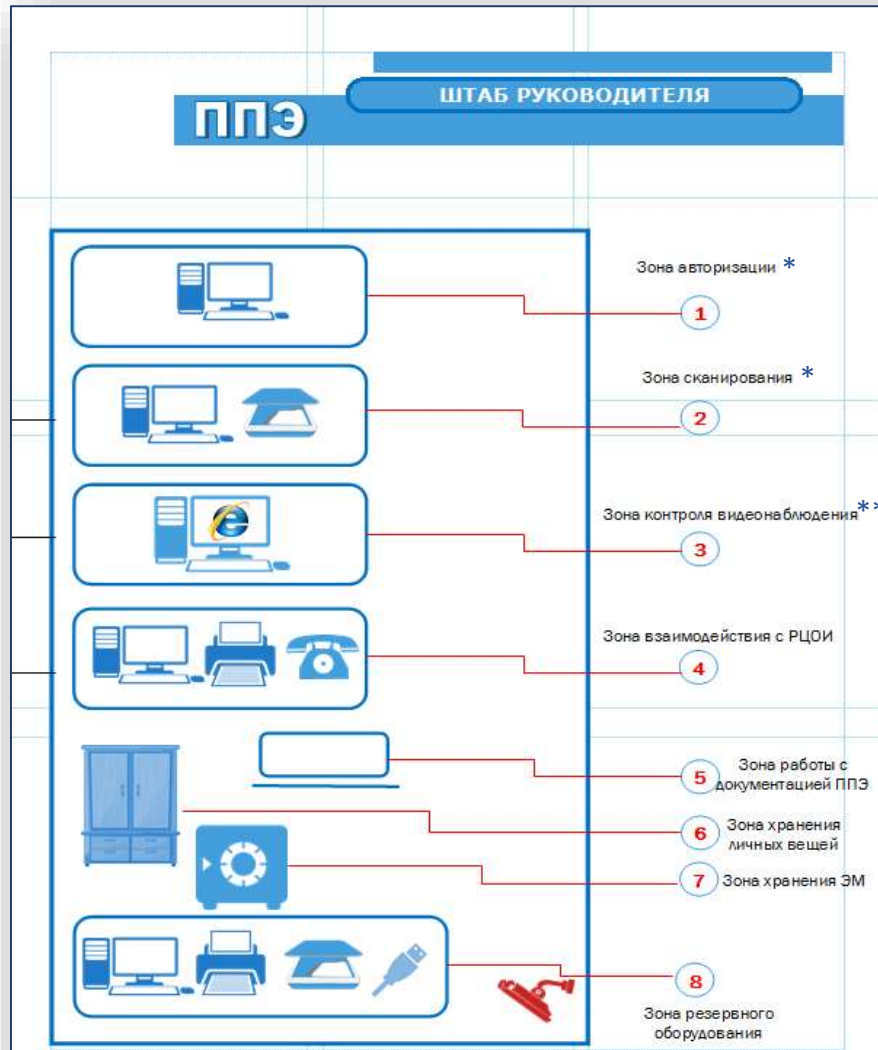 ШТАБ РУКОВОДИТЕЛЯ
ППЭ
Зона авторизации *
1
Зона сканирования *
2
Зона контроля видеонаблюдения**
3
Зона взаимодействия с РЦОИ
4
5
Зона работы с
документацией ППЭ
6
Зона хранения
личных вещей
7
Зона хранения ЭМ
8
Зона резервного
оборудования